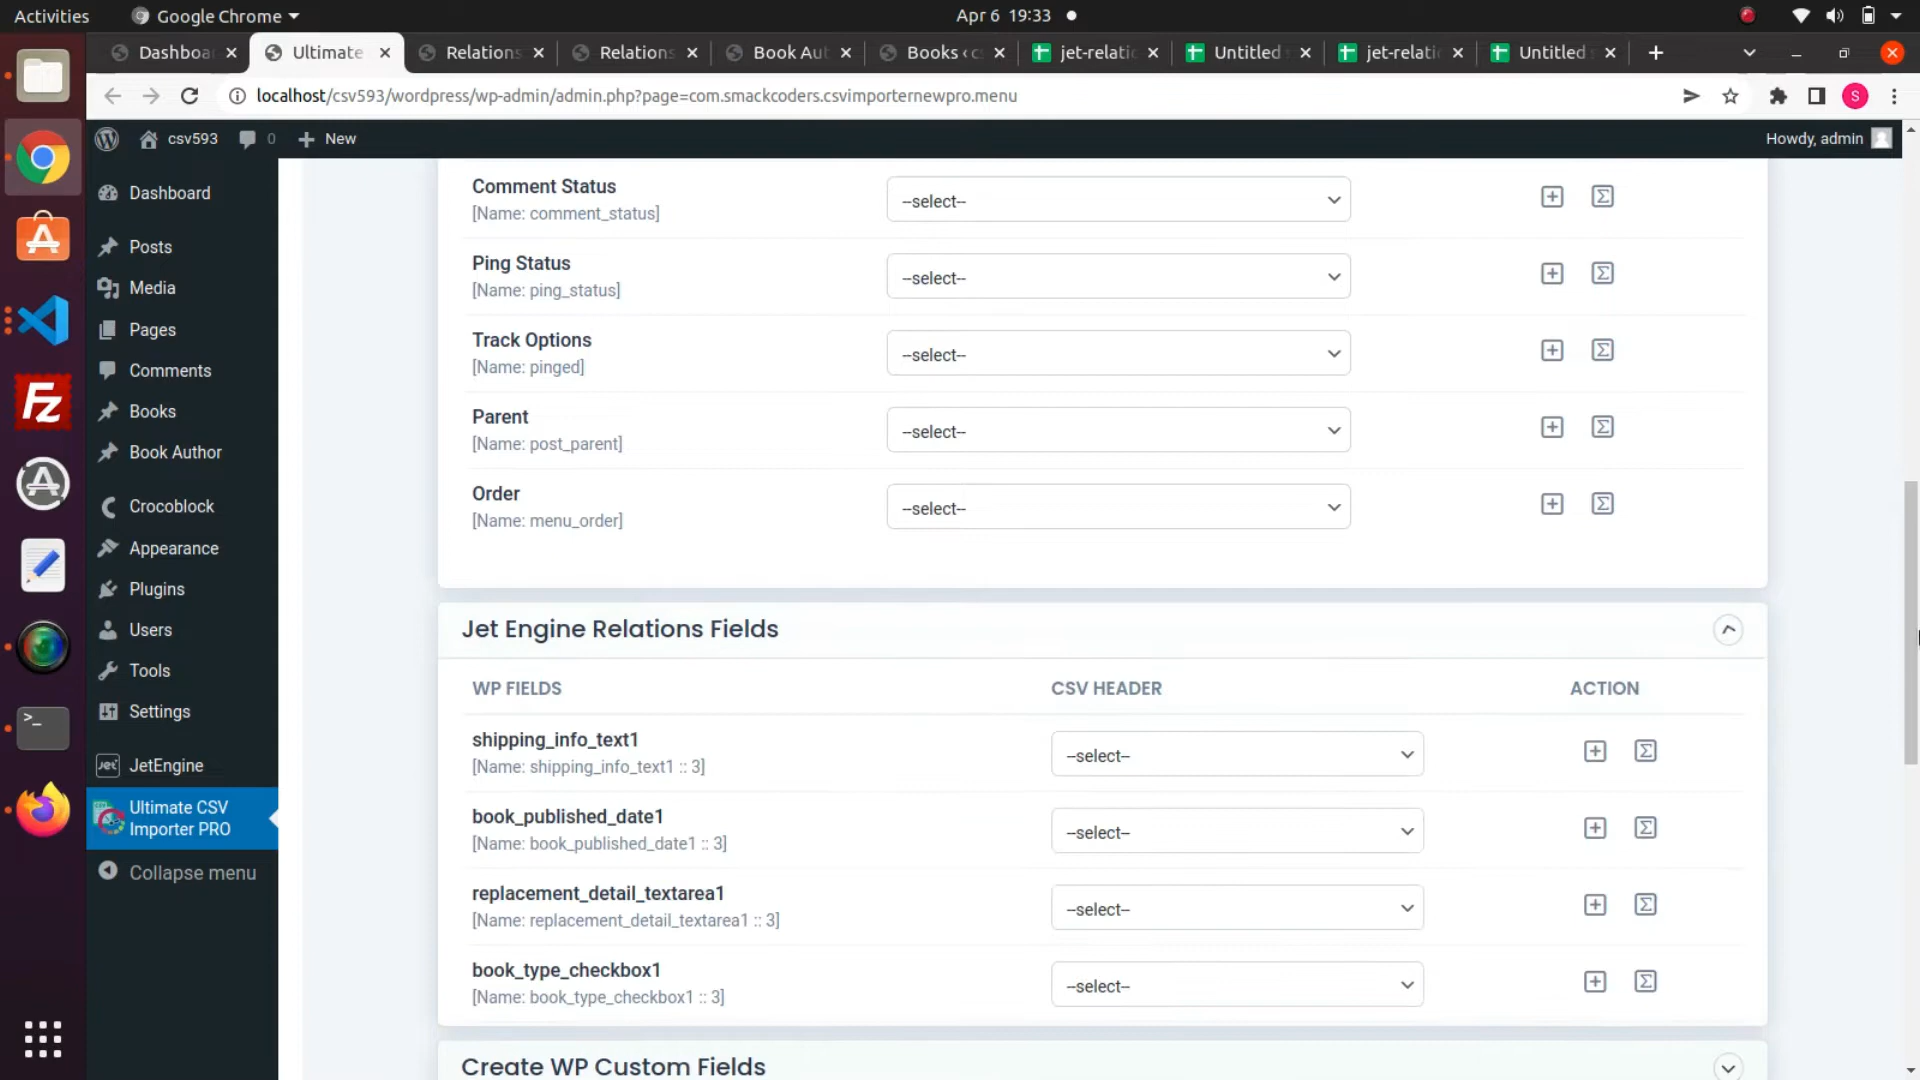 Activities
Google Chrome
Apr 6 19:33
Dashboa
Ultimate
Relations
Relations
Book Aut
Books ‹ c
jet-relati
Untitled
jet-relati
Untitled
localhost/csv593/wordpress/wp-admin/admin.php?page=com.smackcoders.csvimporternewpro.menu
S
csv593
0
New
Howdy, admin
Dashboard
Posts
Media
Pages
Comments
Books
Book Author
Crocoblock
Appearance
Plugins
Users
Tools
Settings
JetEngine
Ultimate CSV
Importer PRO
Collapse menu
Comment Status
--select--
[Name: comment_status]
Ping Status
--select--
[Name: ping_status]
Track Options
--select--
[Name: pinged]
Parent
--select--
[Name: post_parent]
Order
--select--
[Name: menu_order]
Jet Engine Relations Fields
WP FIELDS
CSV HEADER
ACTION
shipping_info_text1
--select--
[Name: shipping_info_text1 :: 3]
book_published_date1
--select--
[Name: book_published_date1 :: 3]
replacement_detail_textarea1
--select--
[Name: replacement_detail_textarea1 :: 3]
book_type_checkbox1
--select--
[Name: book_type_checkbox1 :: 3]
Create WP Custom Fields